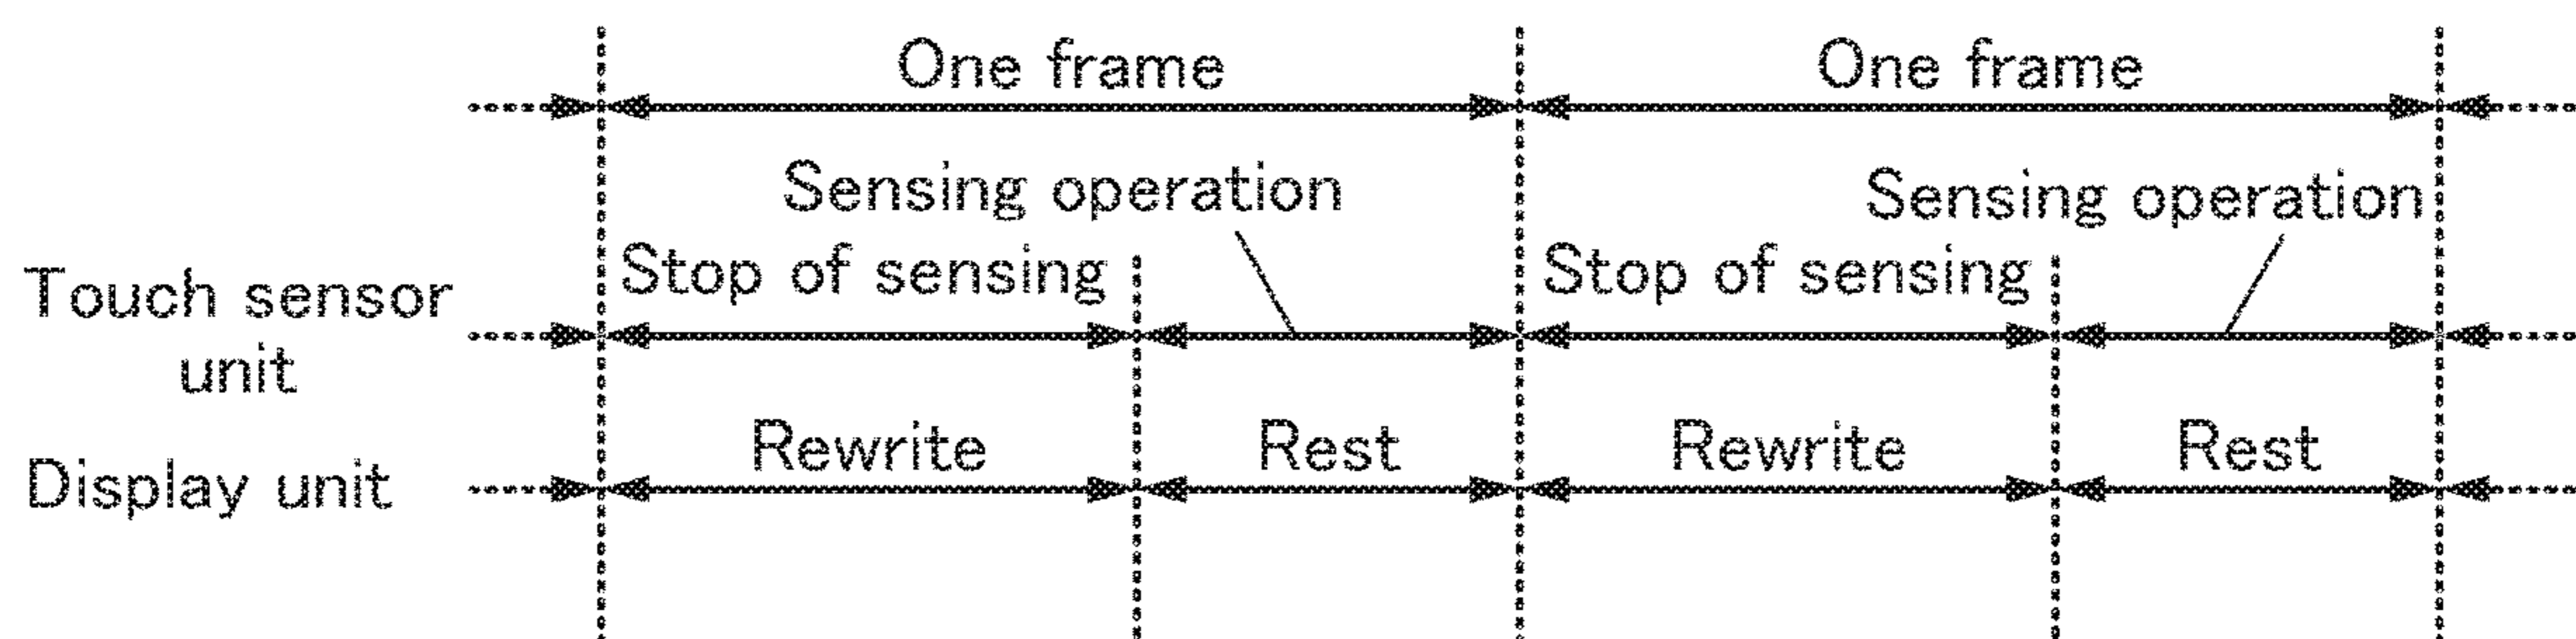 One frame
One frame
Sensing operation
Sensing operation
Stop of sensing
Stop of sensing
Touch sensor
unit
Rewrite
Rest
Rewrite
Rest
Display unit